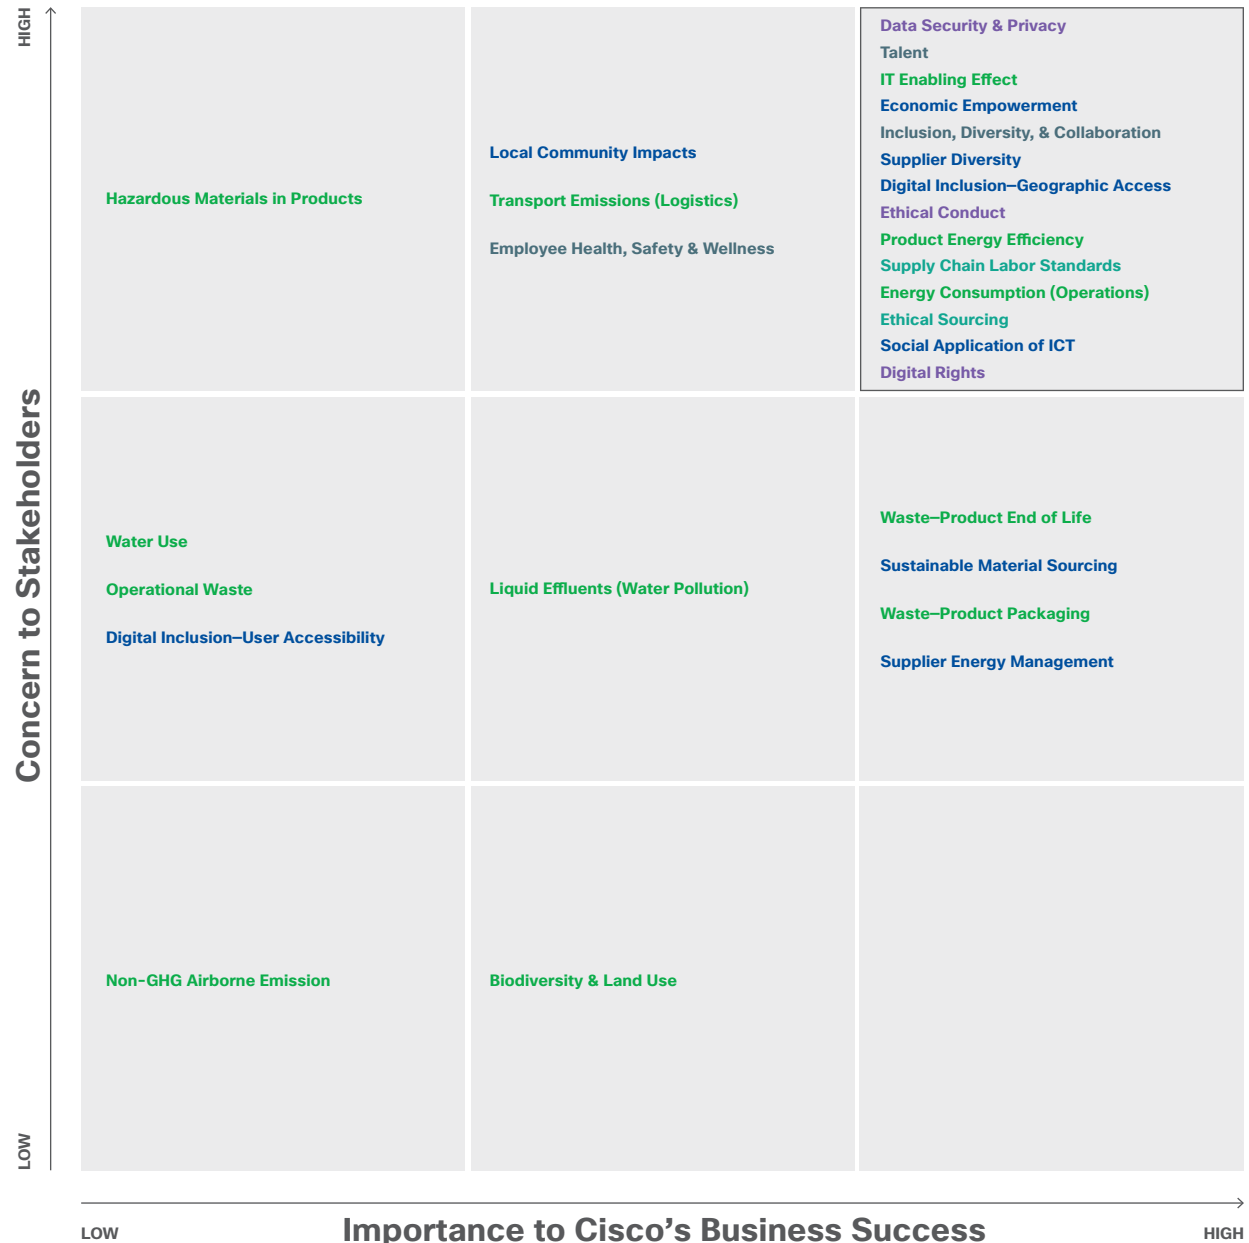 HIGH
Concern to Stakeholders
LOW
Hazardous Materials in Products
Local Community Impacts
Transport Emissions (Logistics)
Employee Health, Safety & Wellness
Data Security & Privacy
Talent
IT Enabling Effect
Economic Empowerment
Inclusion, Diversity, & Collaboration
Supplier Diversity
Digital Inclusion—Geographic Access
Ethical Conduct
Product Energy Efficiency
Supply Chain Labor Standards
Energy Consumption (Operations)
Ethical Sourcing
Social Application of ICT
Digital Rights
Water Use
Operational Waste
Digital Inclusion—User Accessibility
Liquid Effluents (Water Pollution)
Waste—Product End of Life
Sustainable Material Sourcing
Waste—Product Packaging
Supplier Energy Management
Non-GHG Airborne Emission
Biodiversity & Land Use
LOW
Importance to Cisco's Business Success
HIGH